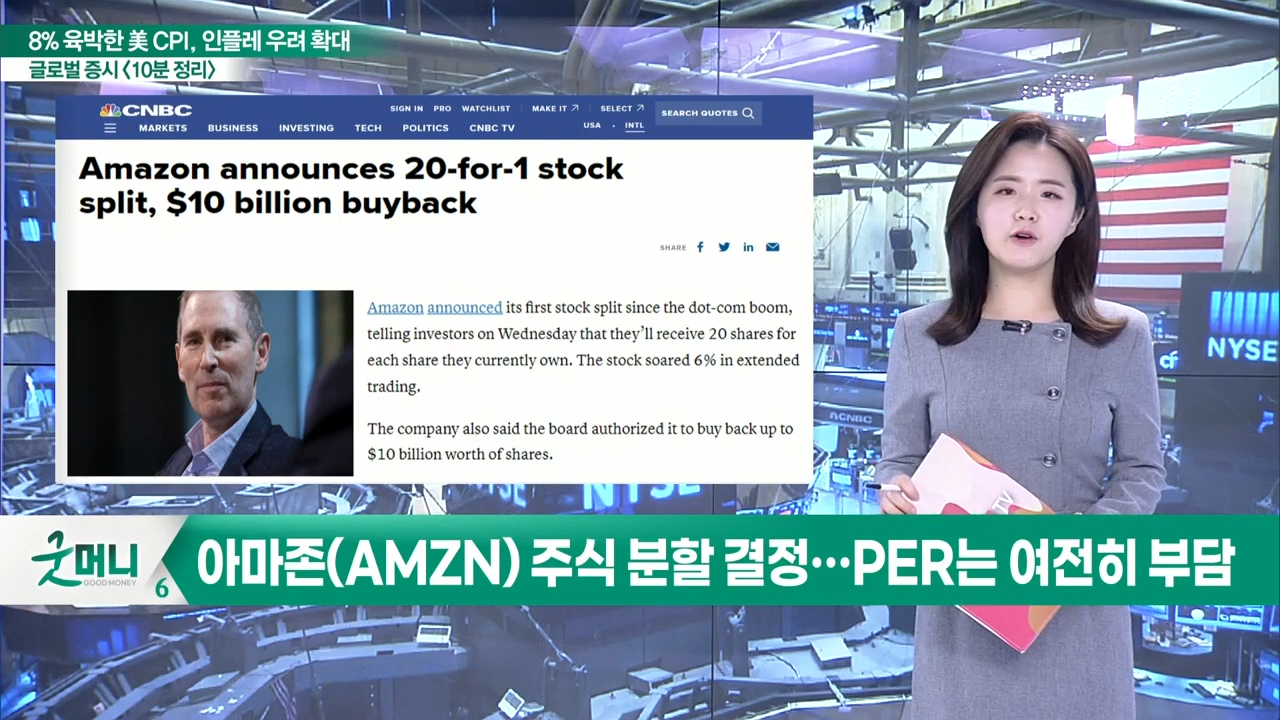 8% 육박한 美 CPI, 인플레 우려 확대
글로벌 증시 <10분 정리>
CNBC
SIGN IN PRO WATCHLIST MAKE IT SELECT SEARCH QUOTES
MARKETS BUSINESS INVESTING TECH POLITICS CNBC TV USA · INTL
Amazon announces 20-for-1 stock
split, $10 billion buyback
SHARE
Amazon announced its first stock split since the dot-com boom,
telling investors on Wednesday that they’ll receive 20 shares for
each share they currently own. The stock soared 6% in extended
trading.
The company also said the board authorized it to buy back up to
$10 billion worth of shares.
NYSE
CNBC
NYSE
굿머니
GOOD MONEY
6
아마존(AMZN) 주식 분할 결정…PER는 여전히 부담